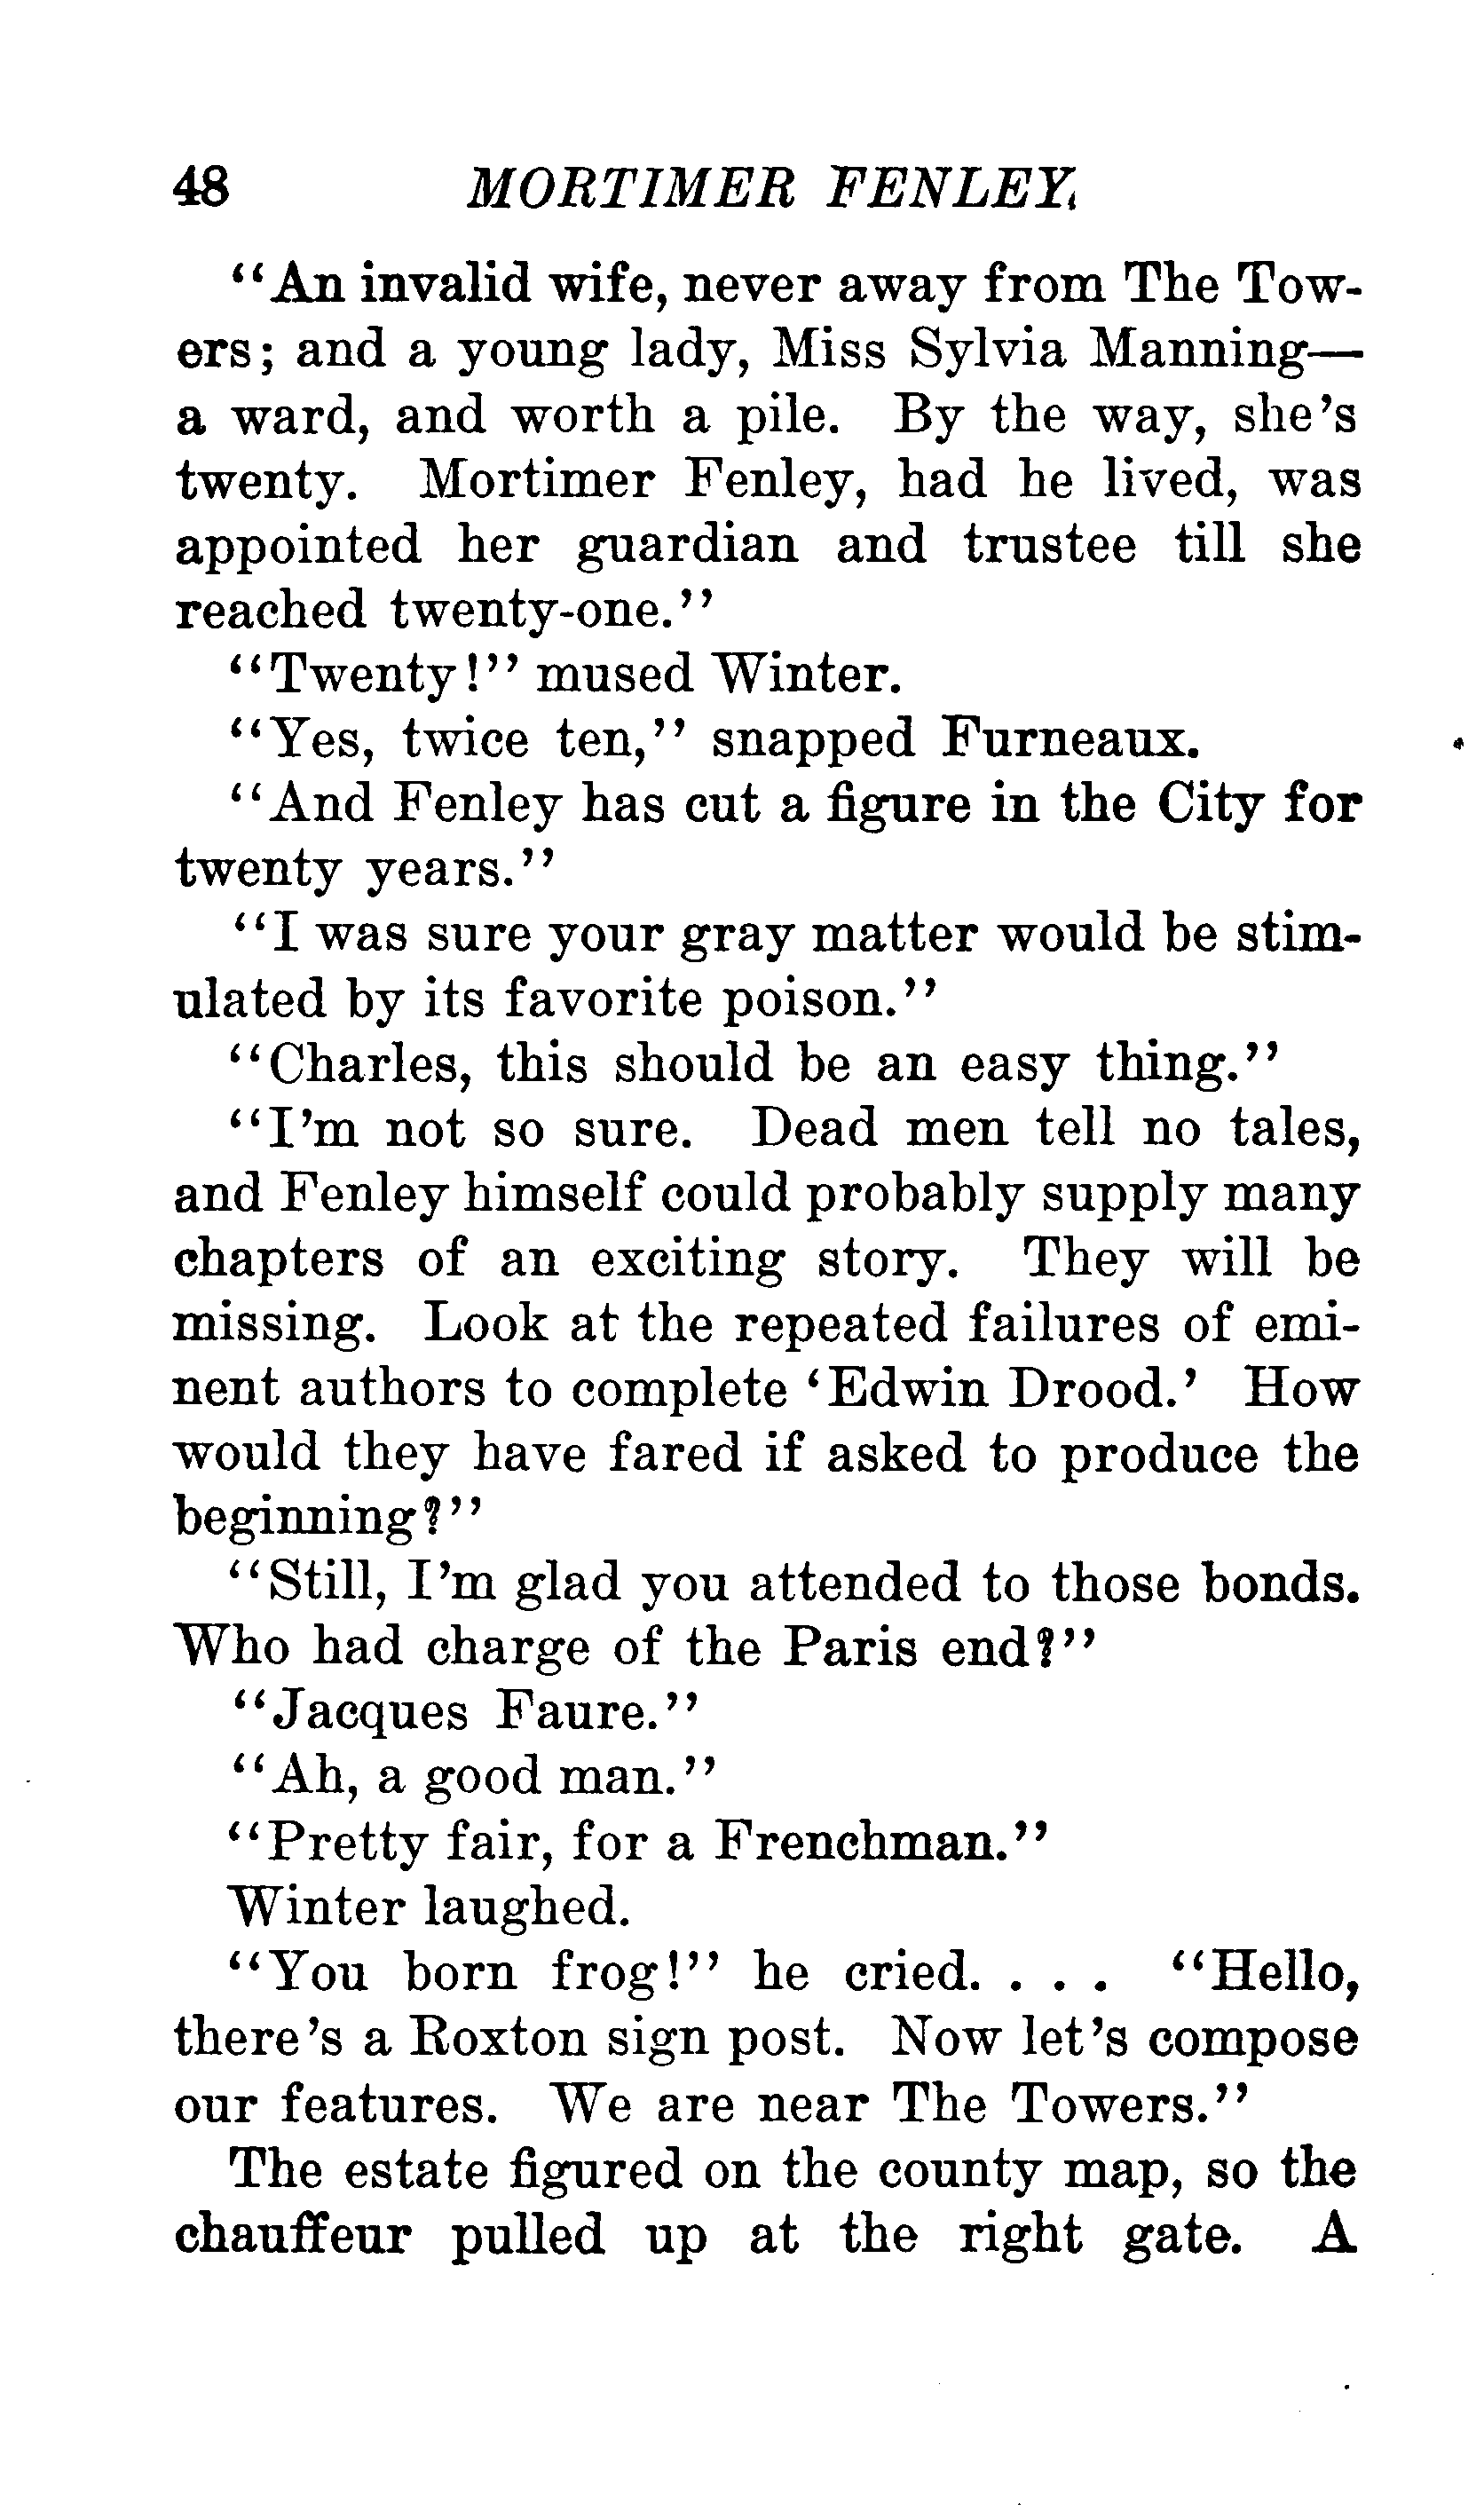 48 MORTIMER FENLEY
"An invalid wife, never away from The Tow-
ers; and a young lady, Miss Sylvia Manning—
a ward, and worth a pile. By the way, she's
twenty. Mortimer Fenley, had he lived, was
appointed her guardian and trustee till she
reached twenty-one."
"Twenty!" mused Winter.
"Yes, twice ten," snapped Furneaux.
"And Fenley has cut a figure in the City for
twenty years."
"I was sure your gray matter would be stim-
ulated by its favorite poison."
"Charles, this should be an easy thing."
"I'm not so sure. Dead men tell no tales,
and Fenley himself could probably supply many
chapters of an exciting story. They will be
missing. Look at the repeated failures of emi-
nent authors to complete 'Edwin Drood.' How
would they have fared if asked to produce the
beginning?"
"Still, I'm glad you attended to those bonds.
Who had charge of the Paris end?"
"Jacques Faure."
"Ah, a good man."
"Pretty fair, for a Frenchman."
Winter laughed.
"You born frog!" he cried. . . . "Hello,
there's a Roxton sign post. Now let's compose
our features. We are near The Towers."
The estate figured on the county map, so the
chauffeur pulled up at the right gate. A